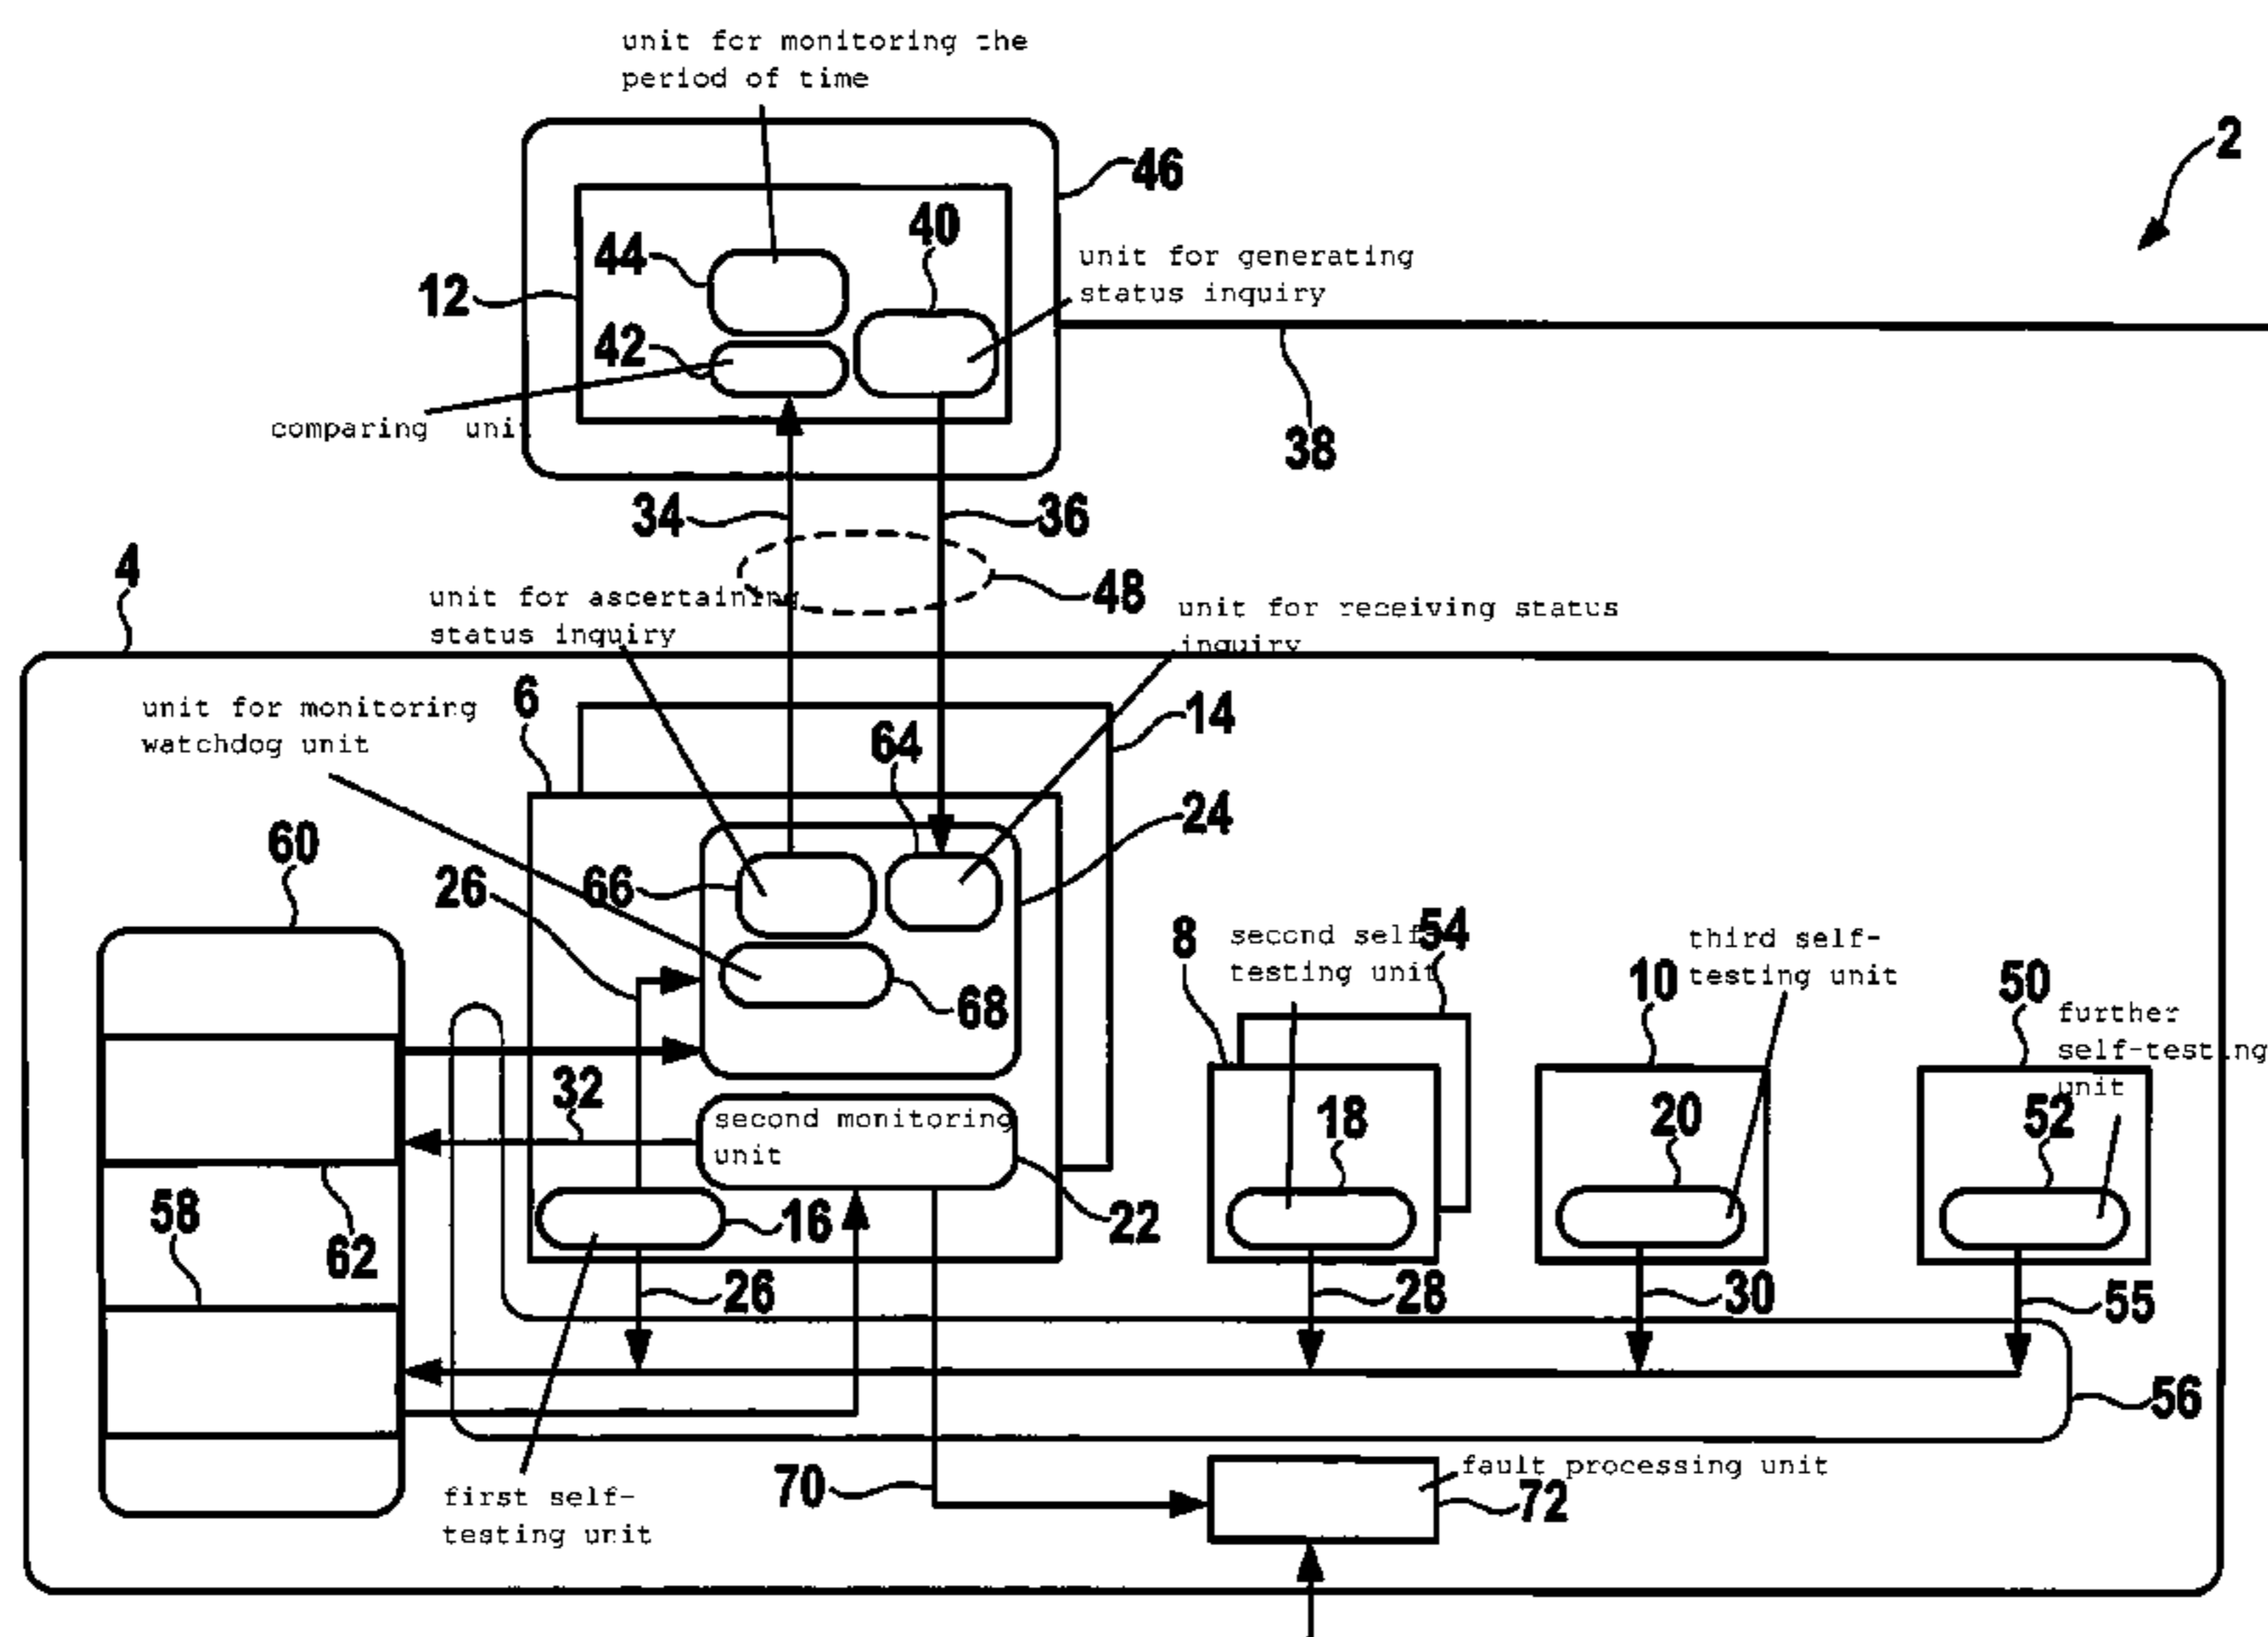 unit for monitoring the
period of time
2
46
40
44
unit for generating
status inquiry
12
42
comparing unit
38
34
36
4
48
unit for ascertaining
status inquiry
unit for receiving status
inquiry
6
unit for monitoring
watchdog unit
14
64
24
60
26
66
8
second self-
testing unit
54
third self-
testing unit
10
50
68
further
self-testing
unit
32
second monitoring
unit
18
20
52
58
62
16
22
26
28
30
55
56
70
fault processing unit
72
first self-
testing unit